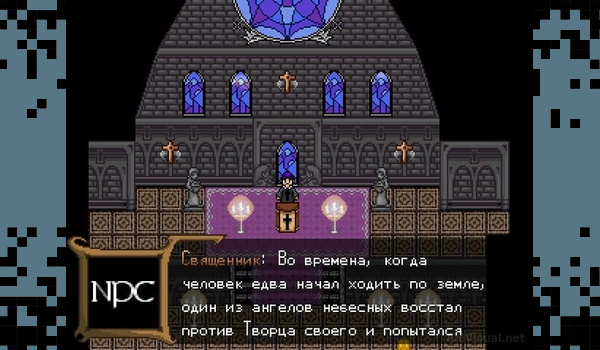 NPC
Священник: Во времена, когда
человек едва начал ходить по земле,
один из ангелов небесных восстал
против Творца своего и попытался